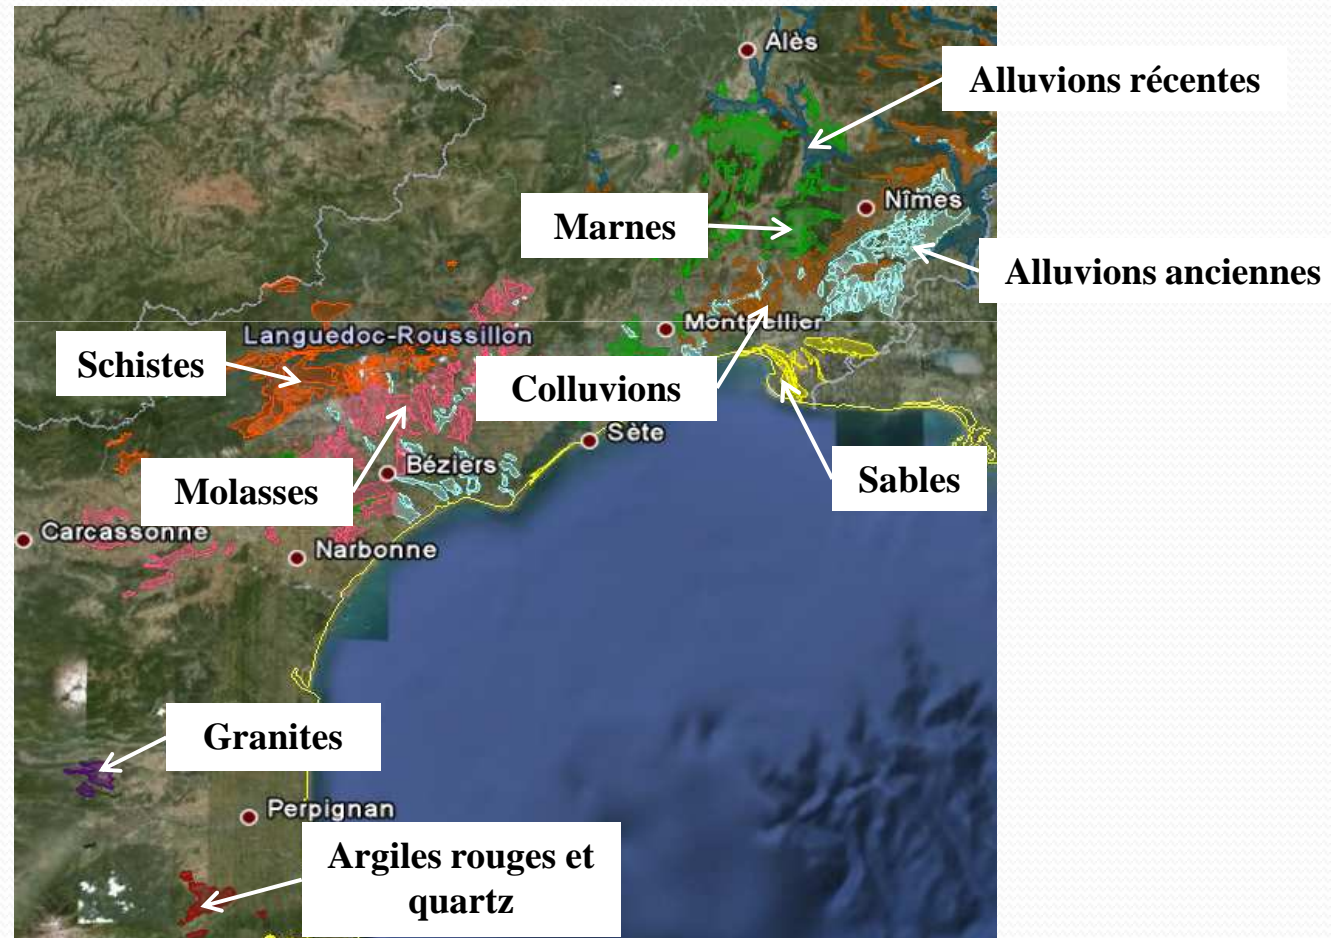 Alès
Alluvions récentes
Nîmes
Marnes
Alluvions anciennes
Montpellier
Languedoc-Roussillon
Schistes
Colluvions
Sète
Béziers
Sables
Molasses
Carcassonne
Narbonne
Granites
Perpignan
Argiles rouges et
quartz